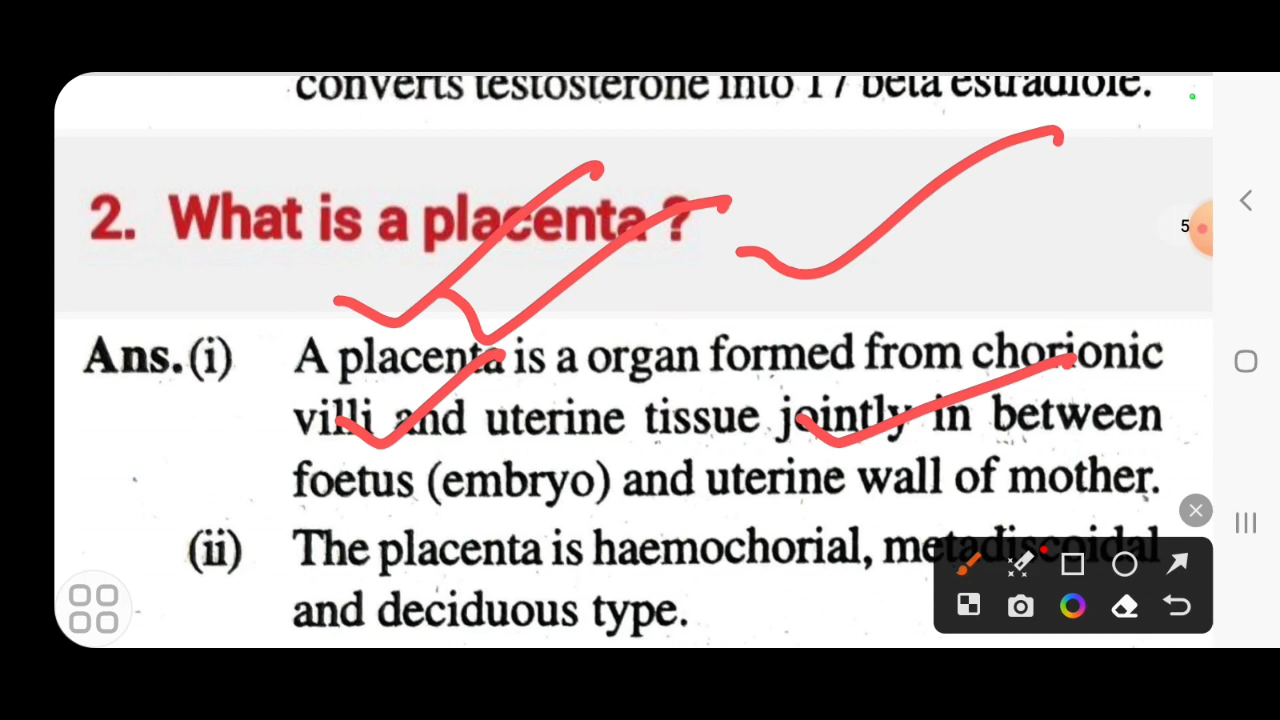 converts testosterone into 17 beta estradiole.
2. What is a placenta ?
5
Ans. (i) A placenta is a organ formed from chorionic
villi and uterine tissue jointly in between
foetus (embryo) and uterine wall of mother.
(ii) The placenta is haemochorial, metadiscoidal
and deciduous type.